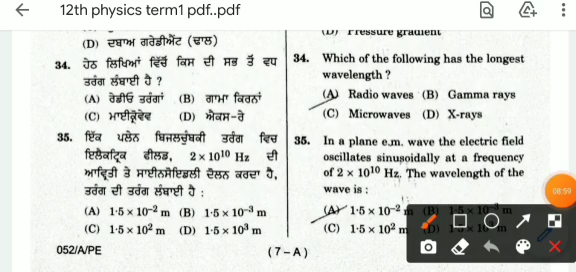 12th physics term1 pdf..pdf
(D) ਦਬਾਅ ਗਰੇਡੀਐਂਟ (ਢਾਲ)
34. ਹੇਠ ਲਿਖਿਆਂ ਵਿੱਚੋਂ ਕਿਸ ਦੀ ਸਭ ਤੋਂ ਵਧ
ਤਰੰਗ ਲੰਬਾਈ ਹੈ ?
(A) ਰੇਡੀਓ ਤਰੰਗਾਂ (B) ਗਾਮਾ ਕਿਰਨਾਂ
(C) ਮਾਈਕ੍ਰੋਵੇਵ (D) ਐਕਸ-ਰੇ
35. ਇੱਕ ਪਲੇਨ ਬਿਜਲਚੁੰਬਕੀ ਤਰੰਗ ਵਿਚ
ਇਲੈਕਟ੍ਰਿਕ ਫੀਲਡ, 2 × 10¹⁰ Hz ਦੀ
ਆਵ੍ਰਿਤੀ ਤੇ ਸਾਈਨਸੋਇਡਲੀ ਦੋਲਨ ਕਰਦਾ ਹੈ,
ਤਰੰਗ ਦੀ ਤਰੰਗ ਲੰਬਾਈ ਹੈ :
(A) 1·5 × 10⁻² m (B) 1·5 × 10⁻³ m
(C) 1·5 × 10² m (D) 1·5 × 10³ m
052/A/PE
(D) Pressure gradient
34. Which of the following has the longest
wavelength ?
(A) Radio waves (B) Gamma rays
(C) Microwaves (D) X-rays
35. In a plane e.m. wave the electric field
oscillates sinusoidally at a frequency
of 2 × 10¹⁰ Hz. The wavelength of the
wave is :
(A) 1·5 × 10⁻² m
(C) 1·5 × 10² m
(7-A)
08:59